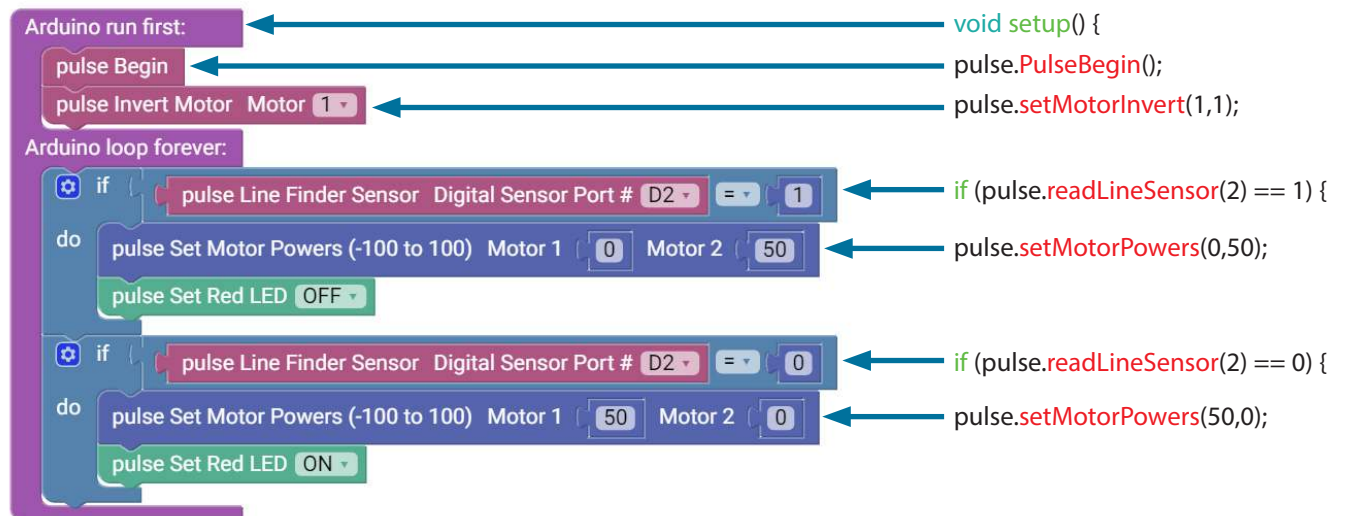 Arduino run first: void setup() {
pulse Begin pulse.PulseBegin();
pulse Invert Motor Motor 1 pulse.setMotorInvert(1,1);
Arduino loop forever:
if pulse Line Finder Sensor Digital Sensor Port # D2 = 1 if (pulse.readLineSensor(2) == 1) {
do pulse Set Motor Powers (-100 to 100) Motor 1 0 Motor 2 50 pulse.setMotorPowers(0,50);
pulse Set Red LED OFF
if pulse Line Finder Sensor Digital Sensor Port # D2 = 0 if (pulse.readLineSensor(2) == 0) {
do pulse Set Motor Powers (-100 to 100) Motor 1 50 Motor 2 0 pulse.setMotorPowers(50,0);
pulse Set Red LED ON